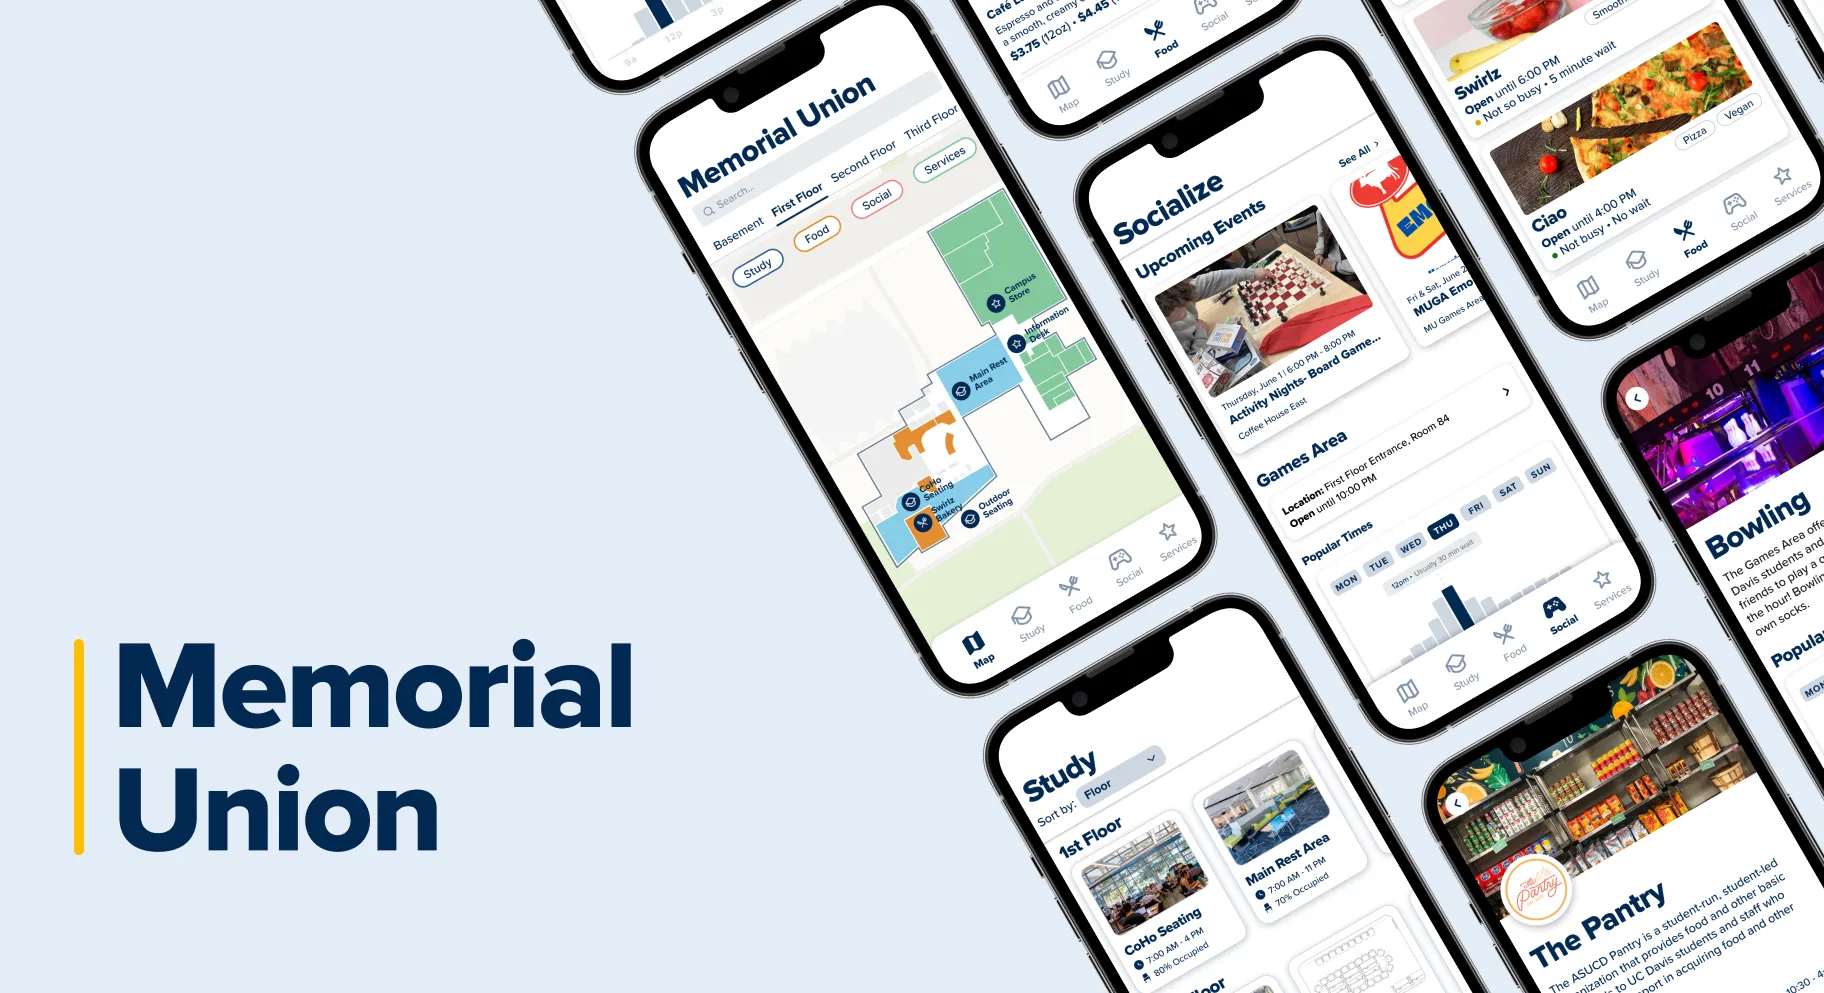 Memorial
Union
9a
12p
3p
Memorial Union
Search...
Basement
First Floor
Second Floor
Third Floor
Study
Food
Social
Services
Campus
Store
Information
Desk
Main Rest
Area
CoHo
Seating
Swirlz
Bakery
Outdoor
Seating
Map
Study
Food
Social
Services
Espresso and
a smooth, creamy
$3.75 (12oz) • $4.45
Map
Study
Food
Social
Socialize
Upcoming Events
See All
Thursday, June 1 | 6:00 PM - 8:00 PM
Activity Nights- Board Game...
Coffee House East
Fri & Sat, June 2
MUGA Emo
MU Games Area
Games Area
Location: First Floor Entrance, Room 84
Open until 10:00 PM
Popular Times
MON
TUE
WED
THU
FRI
SAT
SUN
12pm • Usually 30 min wait
Map
Study
Food
Social
Services
Swirlz
Open until 6:00 PM
Not so busy • 5 minute wait
Ciao
Open until 4:00 PM
Not busy • No wait
Pizza
Vegan
Map
Study
Food
Social
Services
10
11
Bowling
The Games Area offe
Davis students and
friends to play a g
the hour! Bowlin
own socks.
Popula
MON
Study
Sort by:
Floor
1st Floor
CoHo Seating
7:00 AM - 4 PM
80% Occupied
Main Rest Area
7:00 AM - 11 PM
70% Occupied
Floor
The Pantry
The ASUCD Pantry is a student-run, student-led
nization that provides food and other basic
s to UC Davis students and staff who
port in acquiring food and other
10:30 - 4